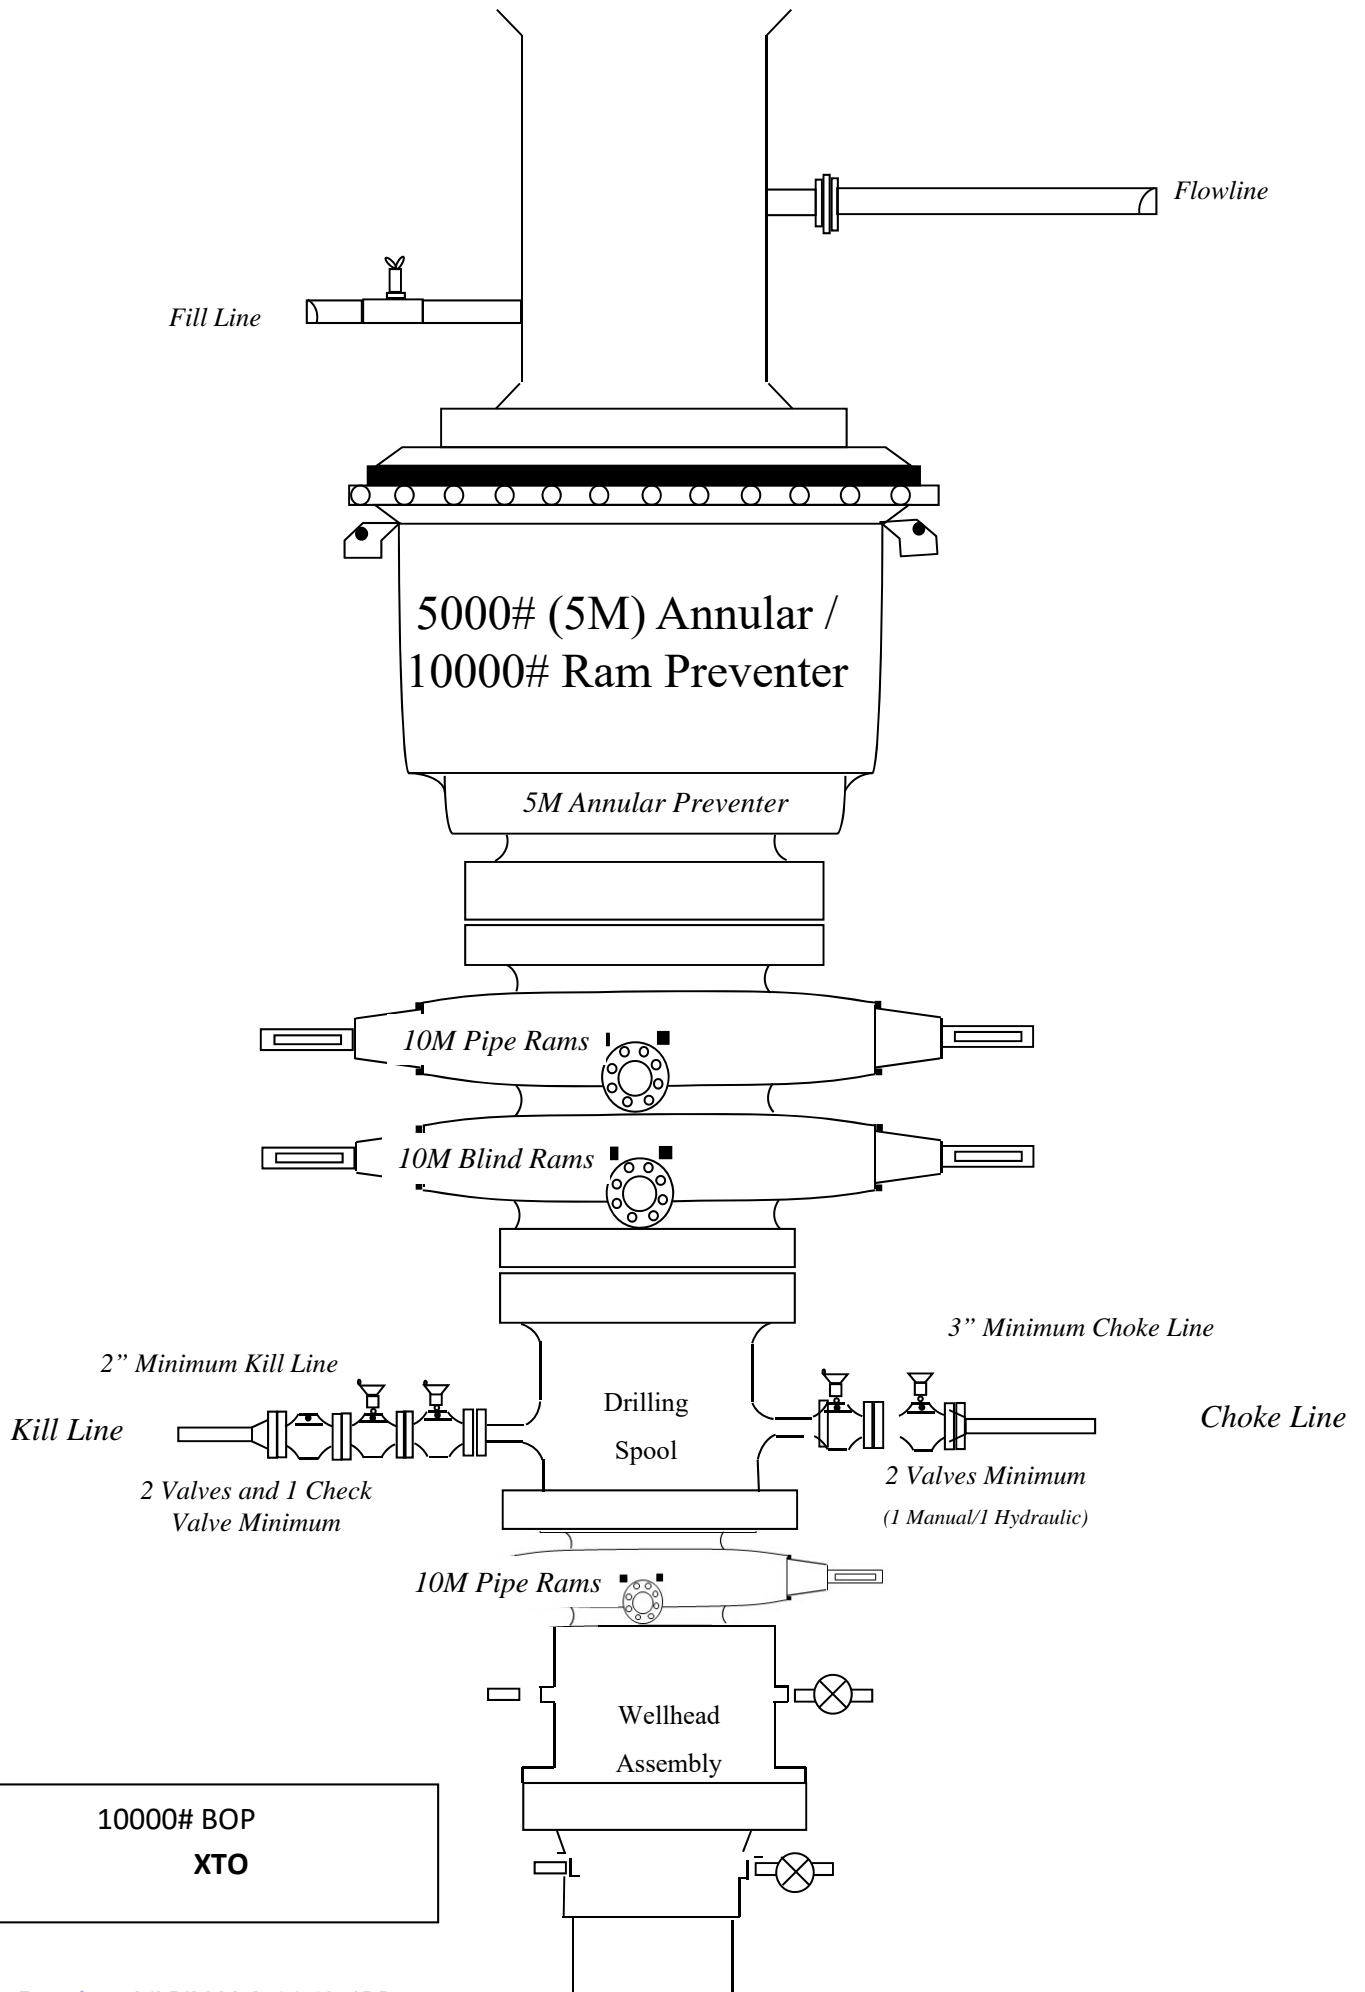 Flowline
Fill Line
5000# (5M) Annular /
10000# Ram Preventer
5M Annular Preventer
10M Pipe Rams
10M Blind Rams
3” Minimum Choke Line
2” Minimum Kill Line
Drilling
Spool
Kill Line
Choke Line
2 Valves and 1 Check
Valve Minimum
2 Valves Minimum
(1 Manual/1 Hydraulic)
10M Pipe Rams
Wellhead
Assembly
10000# BOP
XTO